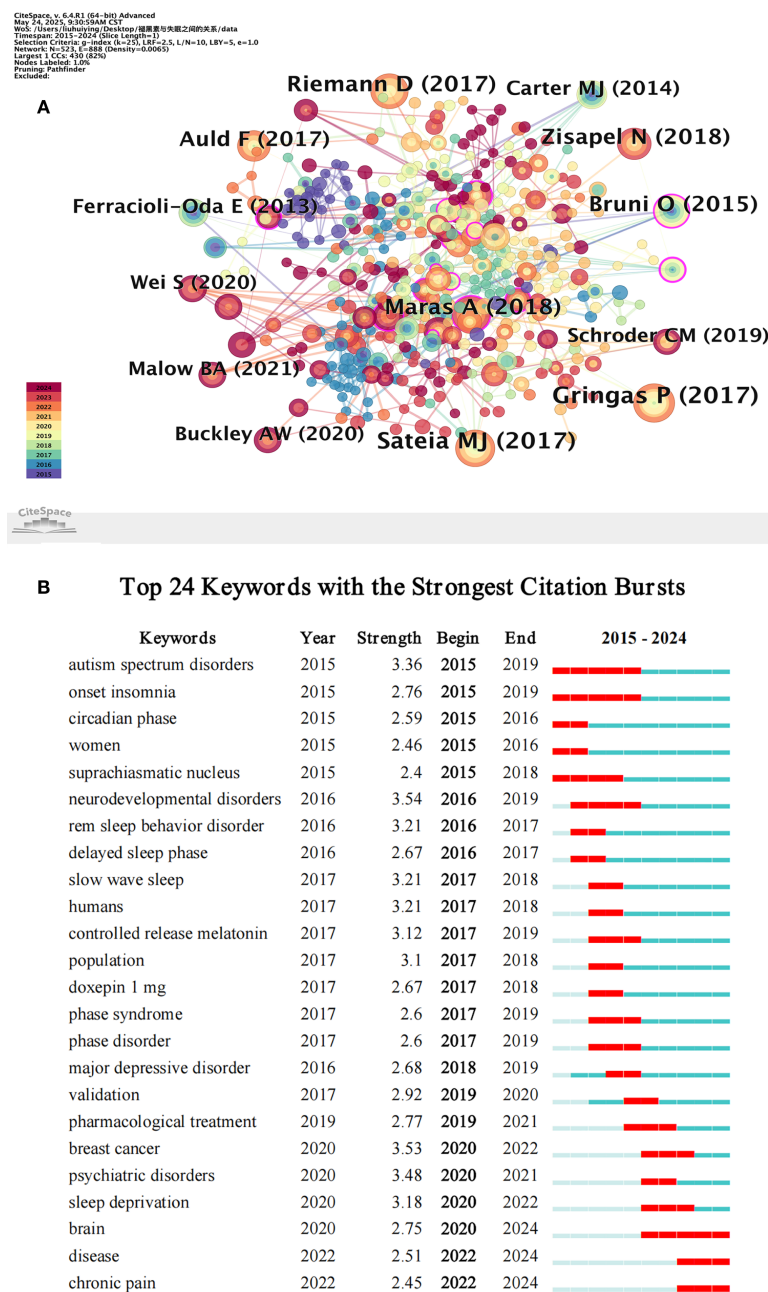 CiteSpace, v. 6.4.R1 (64-bit) Advanced
May 24, 2025, 9:30:59AM CST
WoS: /Users/liuhuiying/Desktop/褪黑素与失眠之间的关系/data
Timespan: 2015-2024 (Slice Length=1)
Selection Criteria: g-index (k=25), LRF=2.5, L/N=10, LBY=5, e=1.0
Network: N=523, E=888 (Density=0.0065)
Largest 1 CCs: 430 (82%)
Nodes Labeled: 1.0%
Pruning: Pathfinder
Excluded:
A
Riemann D (2017)
Carter MJ (2014)
Auld F (2017)
Zisapel N (2018)
Ferracioli-Oda E (2013)
Bruni O (2015)
Wei S (2020)
Maras A (2018)
Schroder CM (2019)
Malow BA (2021)
Gringas P (2017)
Buckley AW (2020)
Sateia MJ (2017)
2024
2023
2022
2021
2020
2019
2018
2017
2016
2015
CiteSpace
B
Top 24 Keywords with the Strongest Citation Bursts
Keywords Year Strength Begin End 2015 - 2024
autism spectrum disorders 2015 3.36 2015 2019
onset insomnia 2015 2.76 2015 2019
circadian phase 2015 2.59 2015 2016
women 2015 2.46 2015 2016
suprachiasmatic nucleus 2015 2.4 2015 2018
neurodevelopmental disorders 2016 3.54 2016 2019
rem sleep behavior disorder 2016 3.21 2016 2017
delayed sleep phase 2016 2.67 2016 2017
slow wave sleep 2017 3.21 2017 2018
humans 2017 3.21 2017 2018
controlled release melatonin 2017 3.12 2017 2019
population 2017 3.1 2017 2018
doxepin 1 mg 2017 2.67 2017 2018
phase syndrome 2017 2.6 2017 2019
phase disorder 2017 2.6 2017 2019
major depressive disorder 2016 2.68 2018 2019
validation 2017 2.92 2019 2020
pharmacological treatment 2019 2.77 2019 2021
breast cancer 2020 3.53 2020 2022
psychiatric disorders 2020 3.48 2020 2021
sleep deprivation 2020 3.18 2020 2022
brain 2020 2.75 2020 2024
disease 2022 2.51 2022 2024
chronic pain 2022 2.45 2022 2024